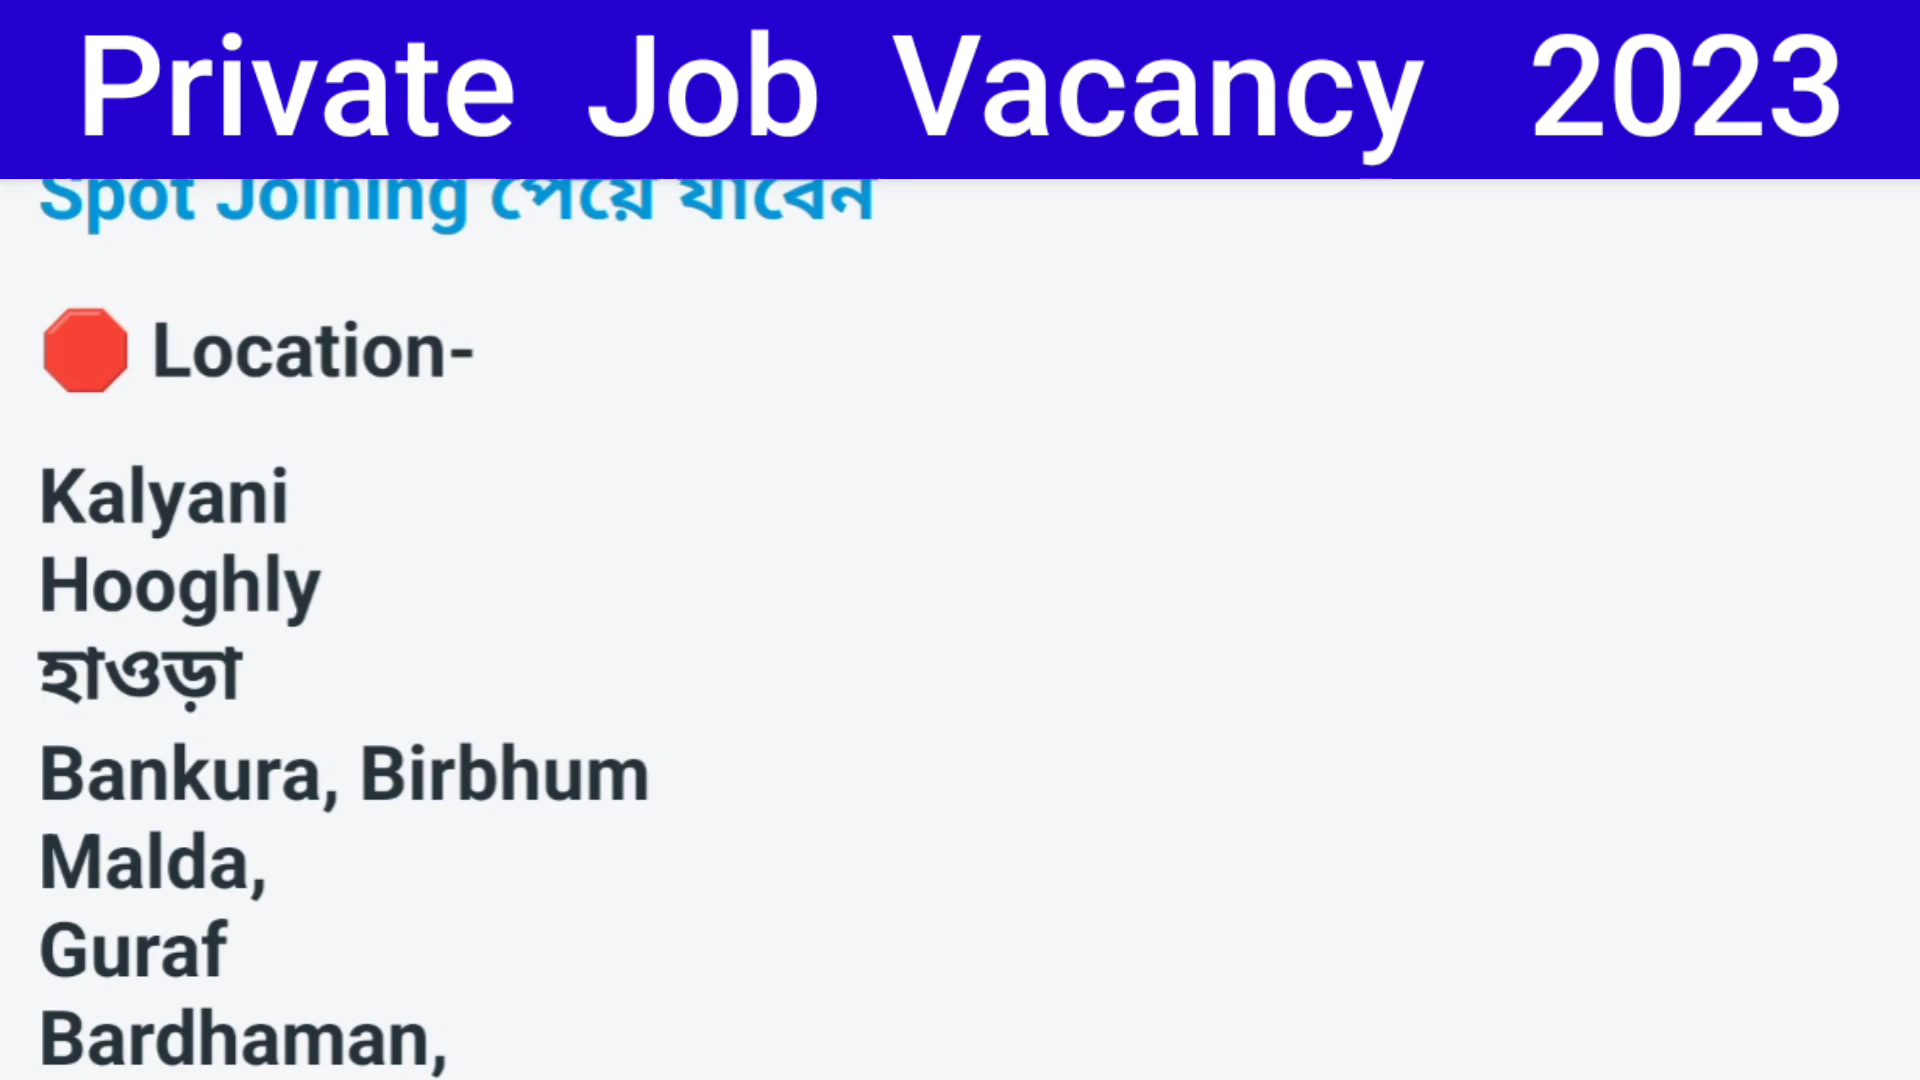 Private Job Vacancy 2023
Spot Joining পেয়ে যাবেন
Location-
Kalyani
Hooghly
হাওড়া
Bankura, Birbhum
Malda,
Guraf
Bardhaman,